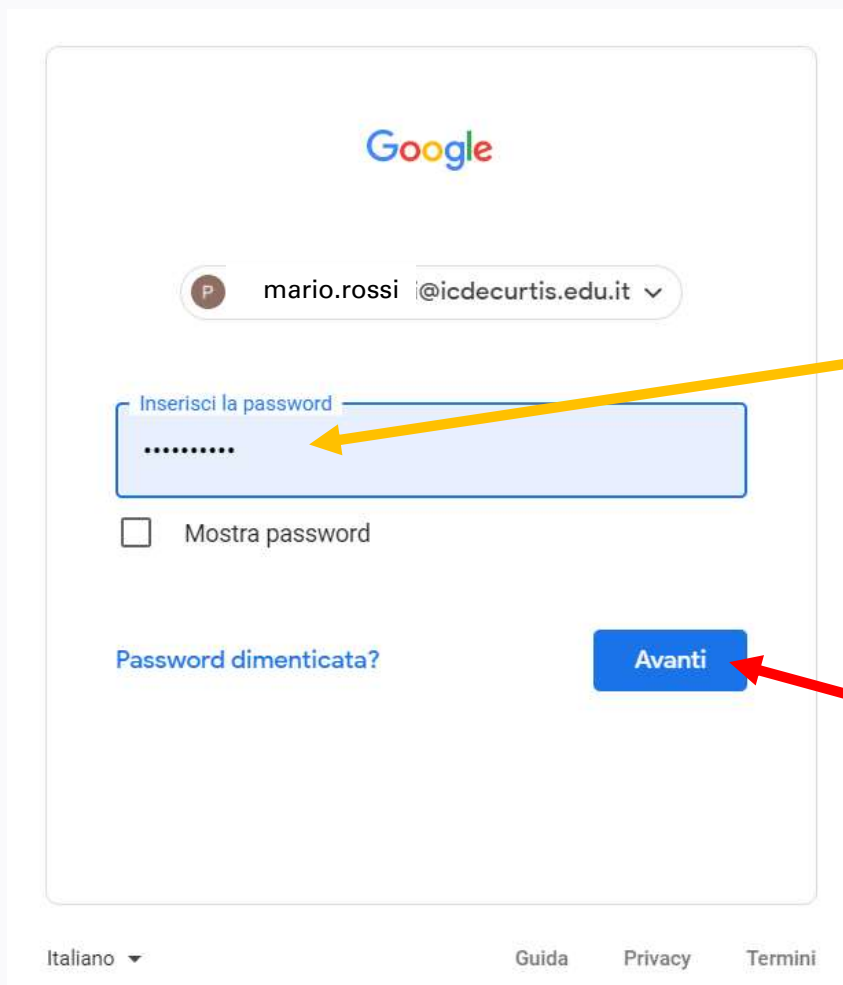 Google
P mario.rossi i@icdecurtis.edu.it
Inserisci la password
••••••••••
Mostra password
Password dimenticata? Avanti
Italiano Guida Privacy Termini